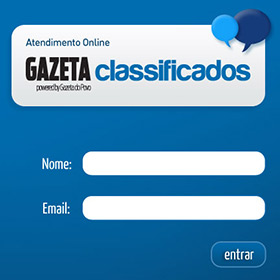 Atendimento Online
GAZETA classificados
powered by Gazeta do Povo
Nome:
Email:
entrar